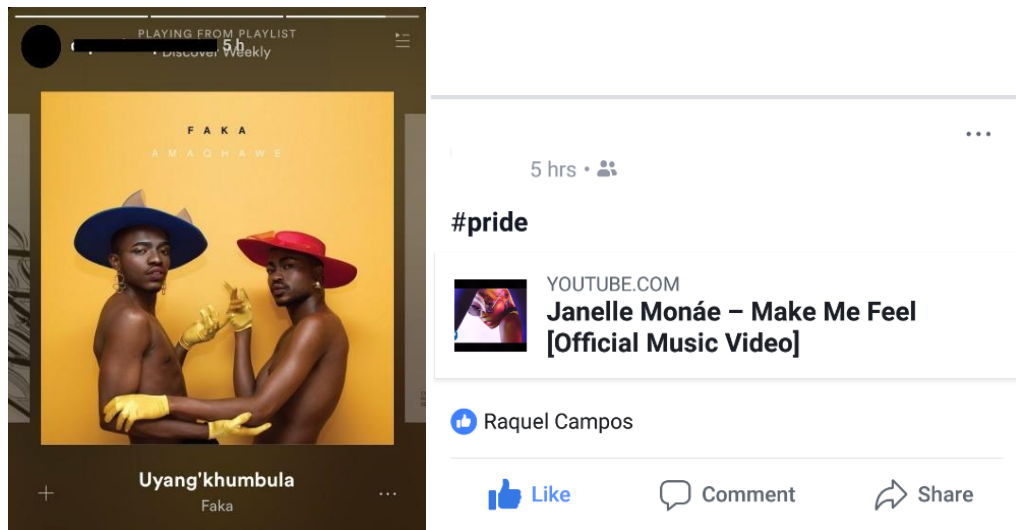 PLAYING FROM PLAYLIST
5 h
Discover Weekly
FAKA
AMAQHAWE
Uyang'khumbula
Faka
5 hrs
#pride
YOUTUBE.COM
Janelle Monáe – Make Me Feel
[Official Music Video]
Raquel Campos
Like Comment Share